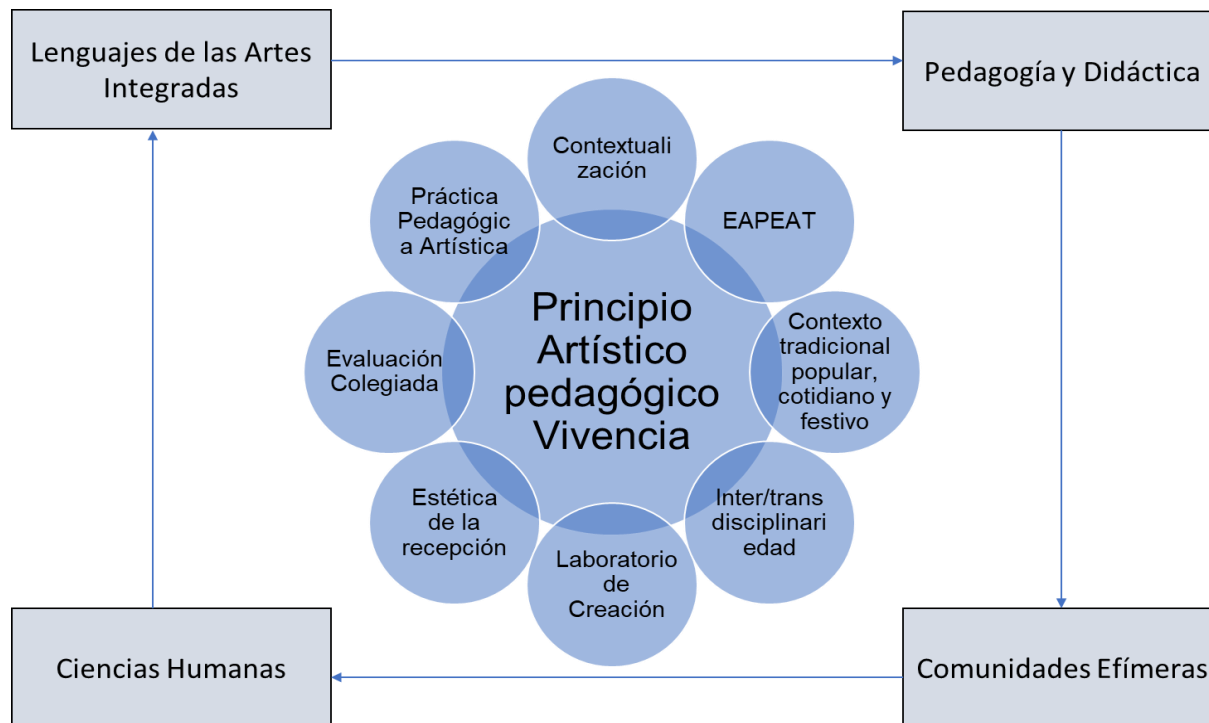 Lenguajes de las Artes
Integradas
Pedagogía y Didáctica
Contextuali
zación
EAPEAT
Contexto
tradicional
popular,
cotidiano y
festivo
Inter/trans
disciplinari
edad
Laboratorio
de
Creación
Estética
de la
recepción
Evaluación
Colegiada
Práctica
Pedagógic
a Artística
Principio
Artístico
pedagógico
Vivencia
Ciencias Humanas
Comunidades Efímeras